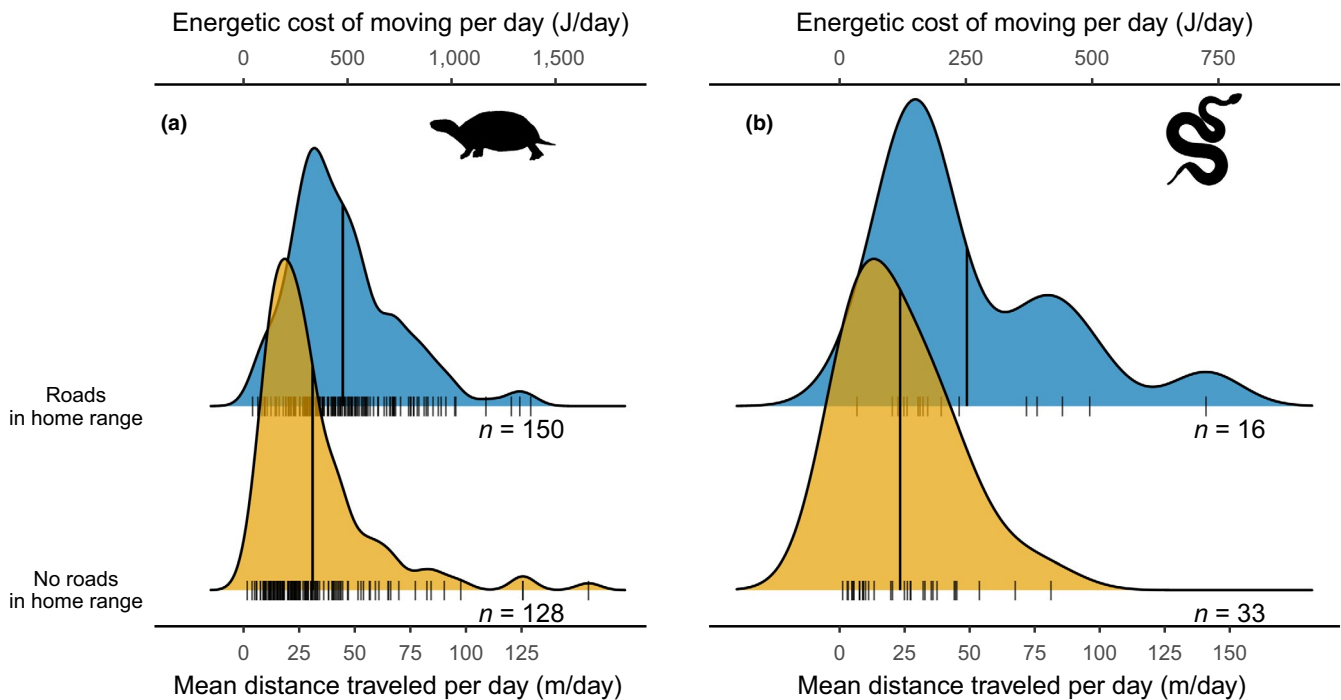 Energetic cost of moving per day (J/day)
0 500 1,000 1,500
(a)
Roads
in home range
n = 150
No roads
in home range
n = 128
0 25 50 75 100 125
Mean distance traveled per day (m/day)
Energetic cost of moving per day (J/day)
0 250 500 750
(b)
n = 16
n = 33
0 25 50 75 100 125 150
Mean distance traveled per day (m/day)